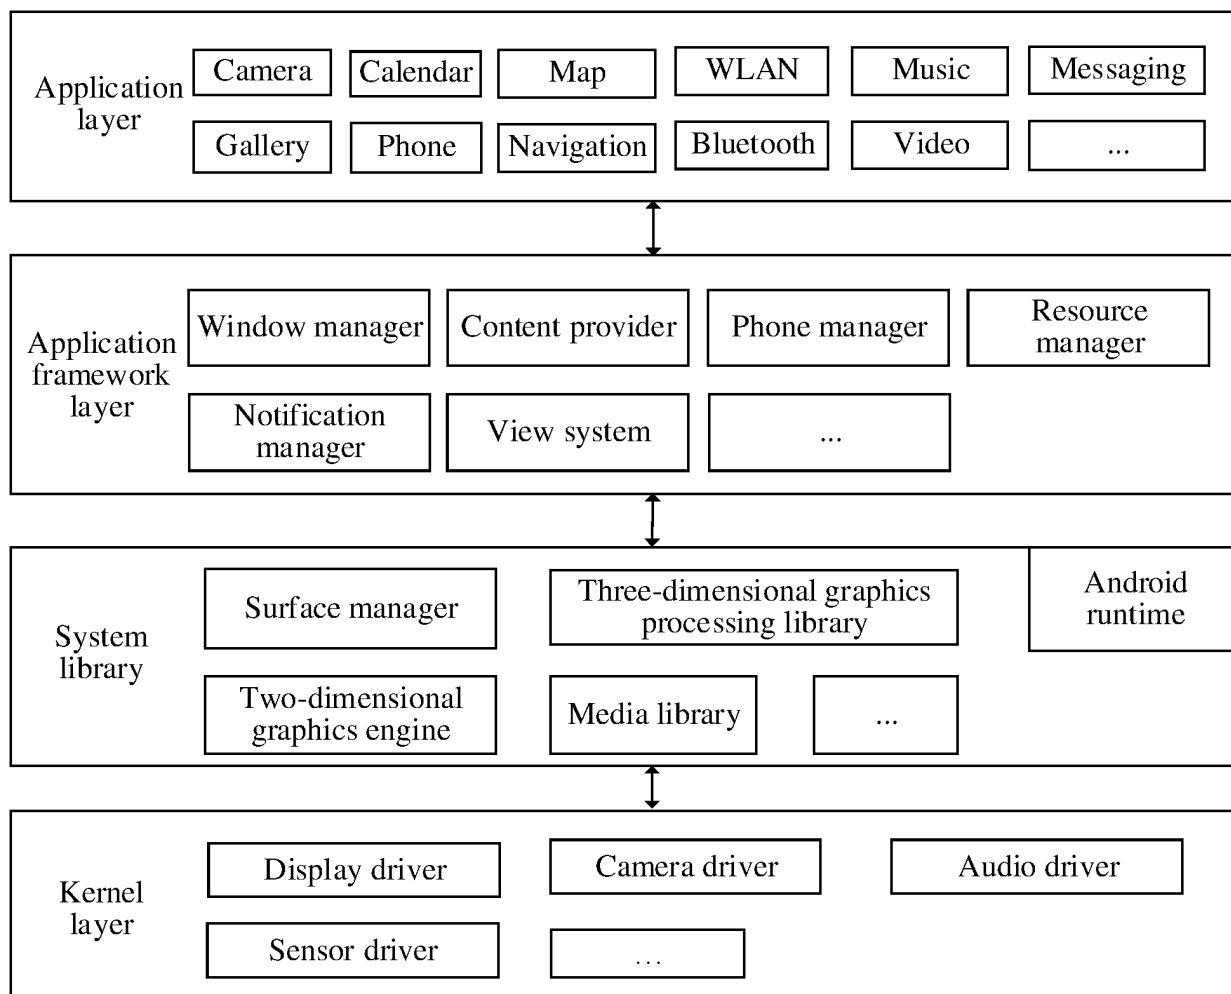 Application
layer
Camera
Calendar
Map
WLAN
Music
Messaging
Gallery
Phone
Navigation
Bluetooth
Video
...
Application
framework
layer
Window manager
Content provider
Phone manager
Resource
manager
Notification
manager
View system
...
System
library
Surface manager
Three-dimensional graphics
processing library
Android
runtime
Two-dimensional
graphics engine
Media library
...
Kernel
layer
Display driver
Camera driver
Audio driver
Sensor driver
...